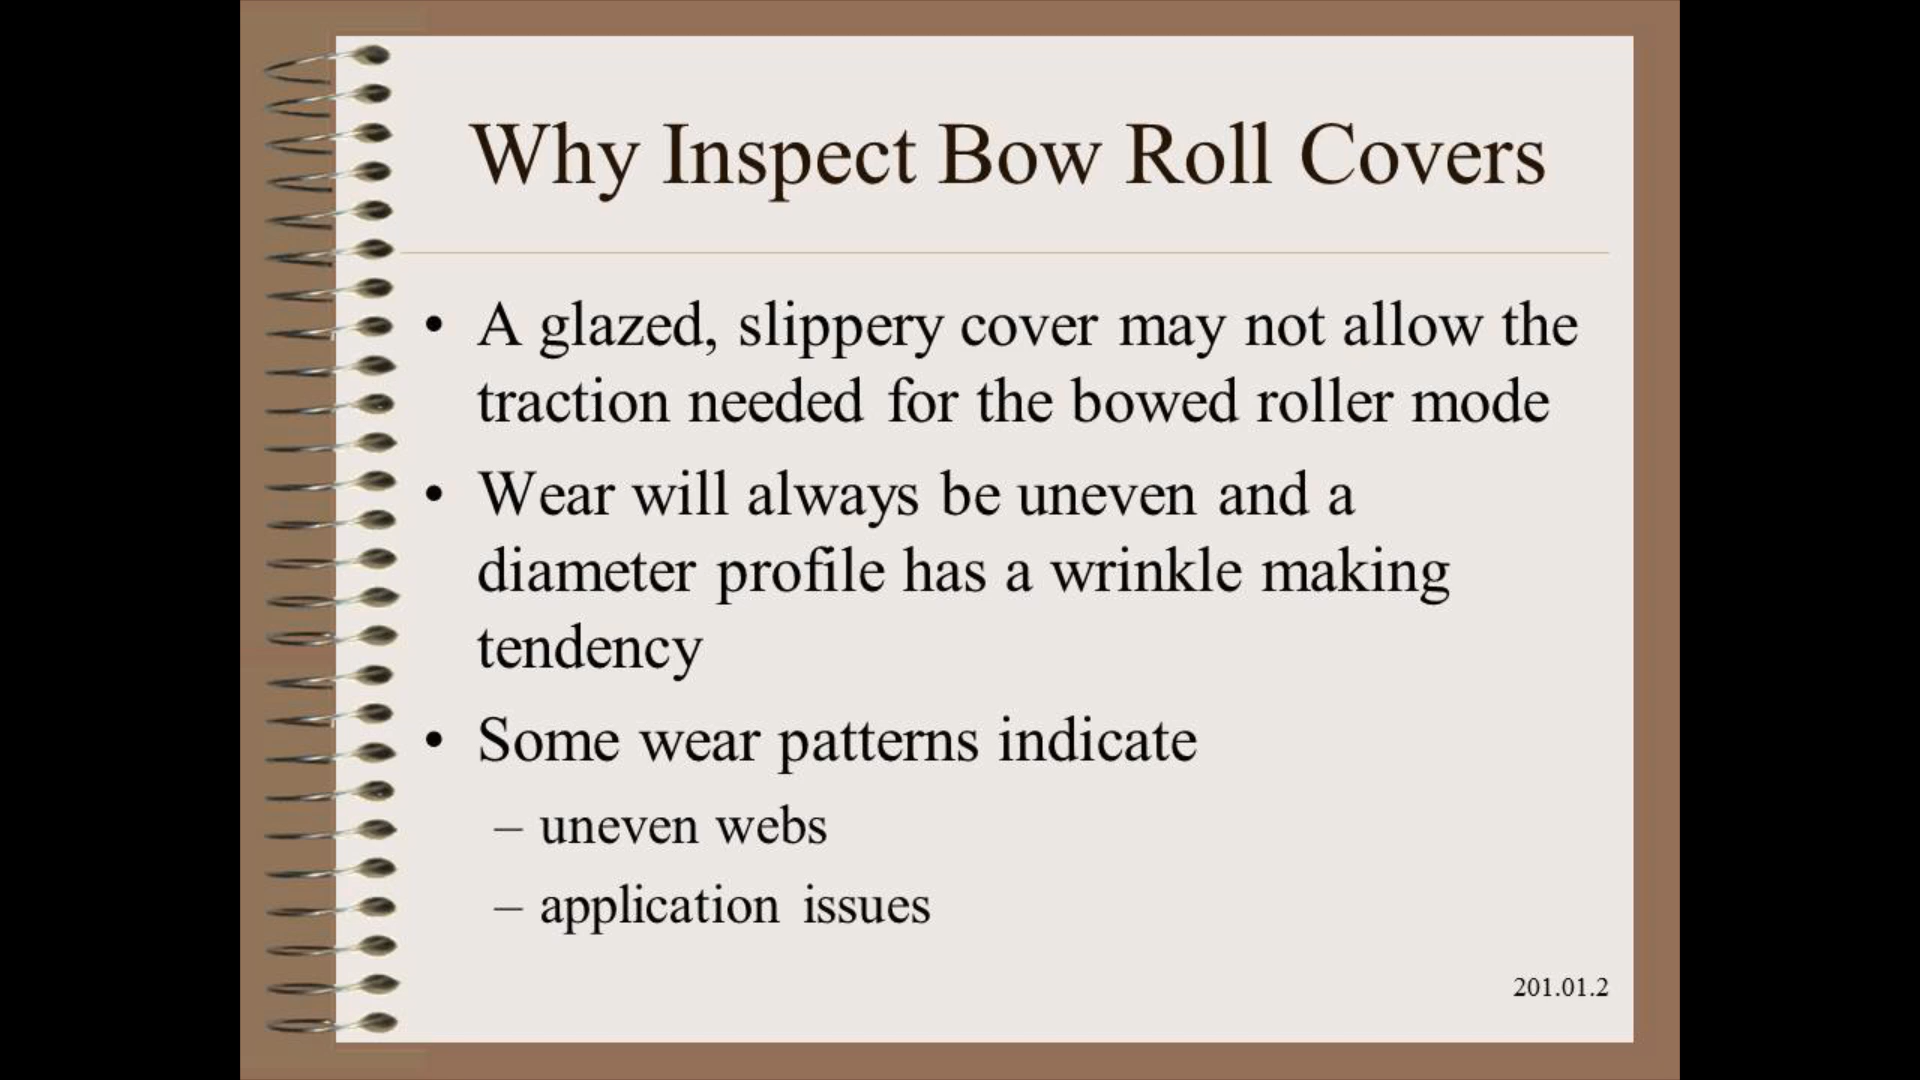 Why Inspect Bow Roll Covers
• A glazed, slippery cover may not allow the
traction needed for the bowed roller mode
• Wear will always be uneven and a
diameter profile has a wrinkle making
tendency
• Some wear patterns indicate
– uneven webs
– application issues
201.01.2